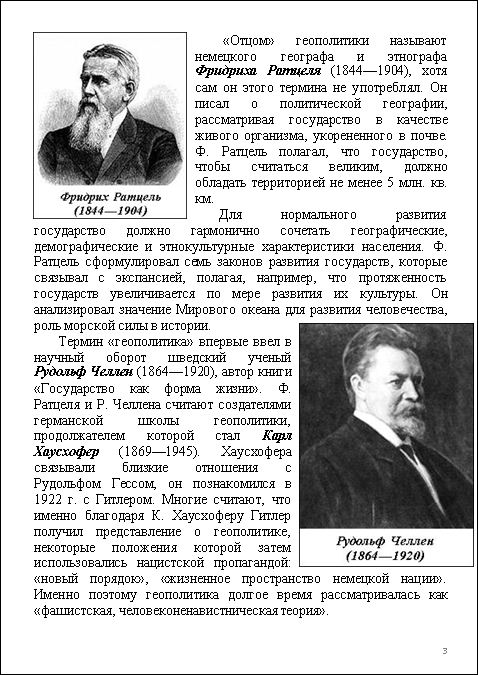 «Отцом» геополитики называют
немецкого географа и этнографа
Фридриха Ратцеля (1844—1904), хотя
сам он этого термина не употреблял. Он
писал о политической географии,
рассматривая государство в качестве
живого организма, укорененного в почве.
Ф. Ратцель полагал, что государство,
чтобы считаться великим, должно
обладать территорией не менее 5 млн. кв.
км.
Фридрих Ратцель
(1844—1904)
Для нормального развития
государство должно гармонично сочетать географические,
демографические и этнокультурные характеристики населения. Ф.
Ратцель сформулировал семь законов развития государств, которые
связывал с экспансией, полагая, например, что протяженность
государств увеличивается по мере развития их культуры. Он
анализировал значение Мирового океана для развития человечества,
роль морской силы в истории.
Термин «геополитика» впервые ввел в
научный оборот шведский ученый
Рудольф Челлен (1864—1920), автор книги
«Государство как форма жизни». Ф.
Ратцеля и Р. Челлена считают создателями
германской школы геополитики,
продолжателем которой стал Карл
Хаусхофер (1869—1945). Хаусхофера
связывали близкие отношения с
Рудольфом Гессом, он познакомился в
1922 г. с Гитлером. Многие считают, что
именно благодаря К. Хаусхоферу Гитлер
получил представление о геополитике,
некоторые положения которой затем
использовались нацистской пропагандой:
«новый порядок», «жизненное пространство немецкой нации».
Именно поэтому геополитика долгое время рассматривалась как
«фашистская, человеконенавистническая теория».
Рудольф Челлен
(1864—1920)
3